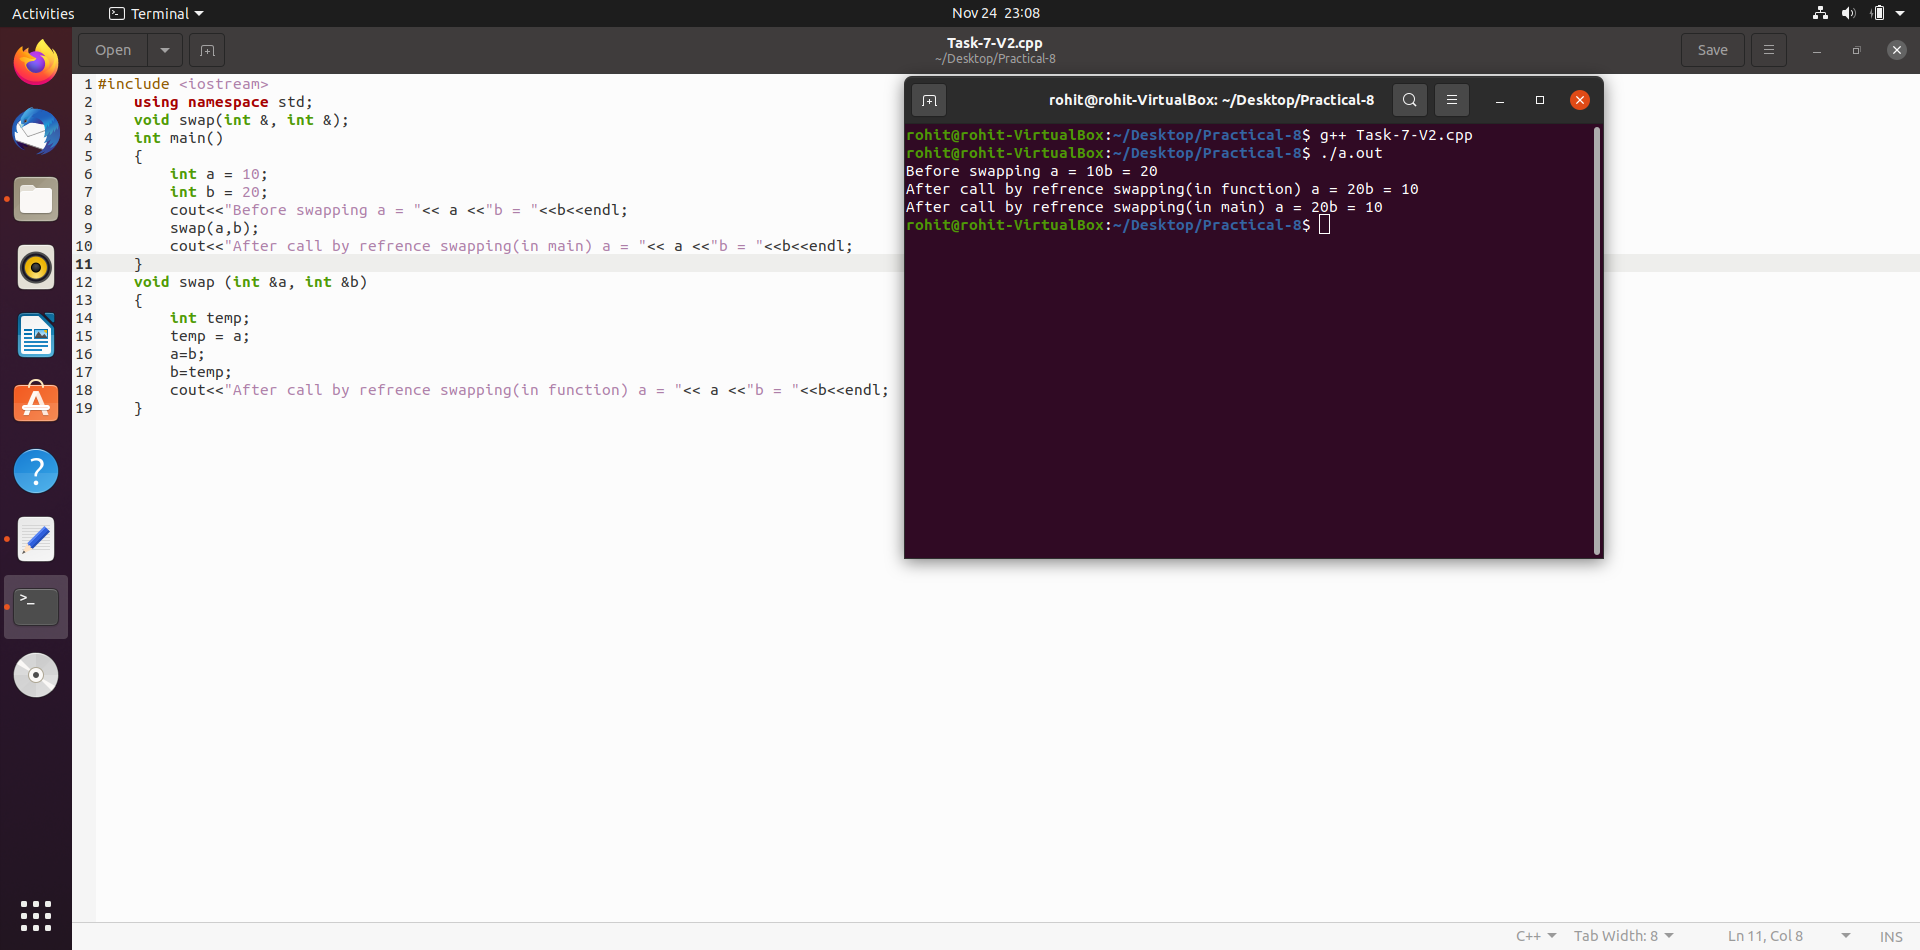 Activities
Terminal
Nov 24 23:08
Open
Task-7-V2.cpp
~/Desktop/Practical-8
Save
1 #include <iostream>
2     using namespace std;
3     void swap(int &, int &);
4     int main()
5     {
6         int a = 10;
7         int b = 20;
8         cout<<"Before swapping a = "<< a <<"b = "<<b<<endl;
9         swap(a,b);
10         cout<<"After call by refrence swapping(in main) a = "<< a <<"b = "<<b<<endl;
11     }
12     void swap (int &a, int &b)
13     {
14         int temp;
15         temp = a;
16         a=b;
17         b=temp;
18         cout<<"After call by refrence swapping(in function) a = "<< a <<"b = "<<b<<endl;
19     }
rohit@rohit-VirtualBox: ~/Desktop/Practical-8
rohit@rohit-VirtualBox:~/Desktop/Practical-8$ g++ Task-7-V2.cpp
rohit@rohit-VirtualBox:~/Desktop/Practical-8$ ./a.out
Before swapping a = 10b = 20
After call by refrence swapping(in function) a = 20b = 10
After call by refrence swapping(in main) a = 20b = 10
rohit@rohit-VirtualBox:~/Desktop/Practical-8$
C++
Tab Width: 8
Ln 11, Col 8
INS